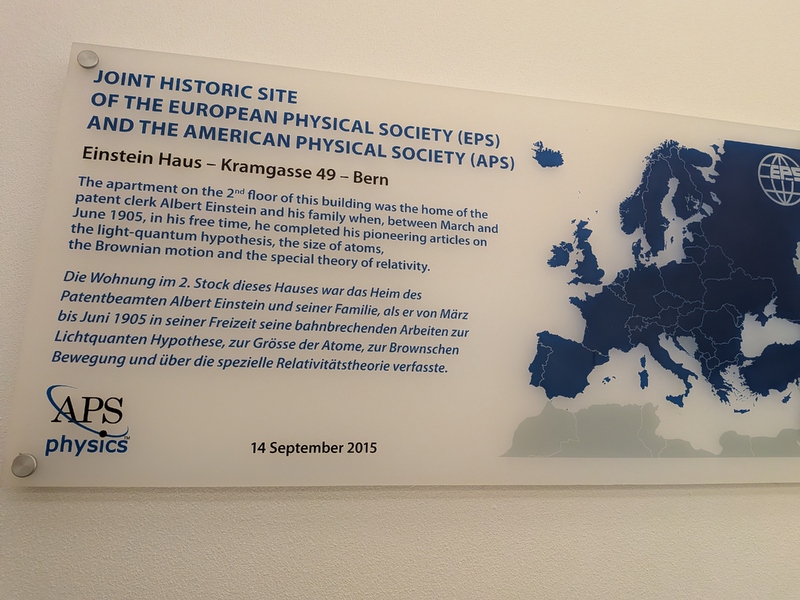 JOINT HISTORIC SITE
OF THE EUROPEAN PHYSICAL SOCIETY (EPS)
AND THE AMERICAN PHYSICAL SOCIETY (APS)
Einstein Haus – Kramgasse 49 – Bern
The apartment on the 2nd floor of this building was the home of the
patent clerk Albert Einstein and his family when, between March and
June 1905, in his free time, he completed his pioneering articles on
the light-quantum hypothesis, the size of atoms,
the Brownian motion and the special theory of relativity.
Die Wohnung im 2. Stock dieses Hauses war das Heim des
Patentbeamten Albert Einstein und seiner Familie, als er von März
bis Juni 1905 in seiner Freizeit seine bahnbrechenden Arbeiten zur
Lichtquanten Hypothese, zur Grösse der Atome, zur Brownschen
Bewegung und über die spezielle Relativitätstheorie verfasste.
APS
physics™
14 September 2015
EPS